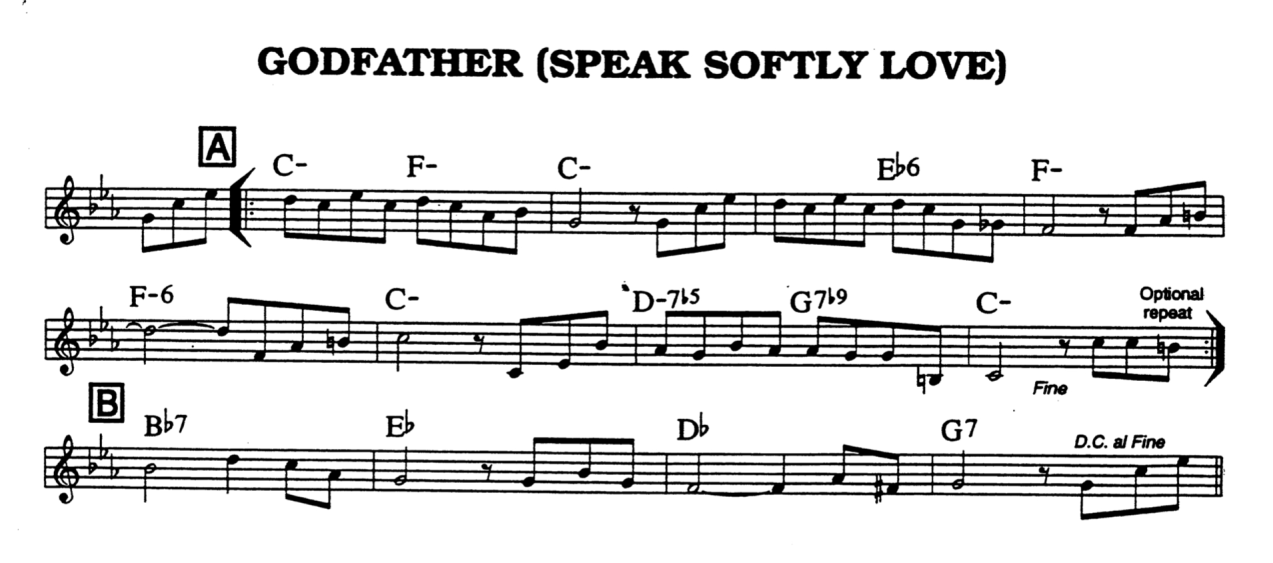 GODFATHER (SPEAK SOFTLY LOVE)
A
C- F- C- E♭6 F-
F-6 C- D-7♭5 G7♭9 C- Optional
repeat
Fine
B
B♭7 E♭ D♭ G7 D.C. al Fine